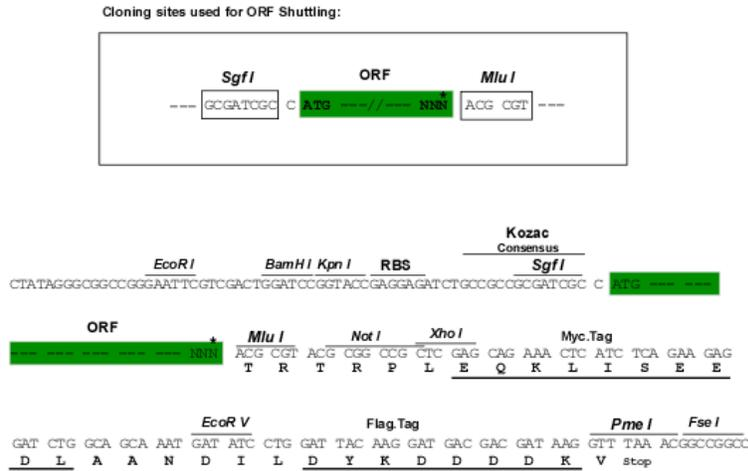 Cloning sites used for ORF Shuttling:
Sgf I ORF Mlu I
--- GCGATCGC C ATG ---//--- NNN* ACG CGT ---
Kozac
Consensus
EcoR I BamH I Kpn I RBS Sgf I
CTATAGGGCGGCCGGGAATTCGTCGACTGGATCCGGTACCGAGGAGATCTGCCGCCGCGATCGC C ATG --- ---
ORF Mlu I Not I Xho I Myc.Tag
--- --- --- --- --- --- NNN* ACG CGT ACG CGG CCG CTC GAG CAG AAA CTC ATC TCA GAA GAG
T R T R P L E Q K L I S E E
EcoR V Flag.Tag Pme I Fse I
GAT CTG GCA GCA AAT GAT ATC CTG GAT TAC AAG GAT GAC GAC GAT AAG GTT TAA ACGGCCGGCC
D L A A N D I L D Y K D D D D K V Stop